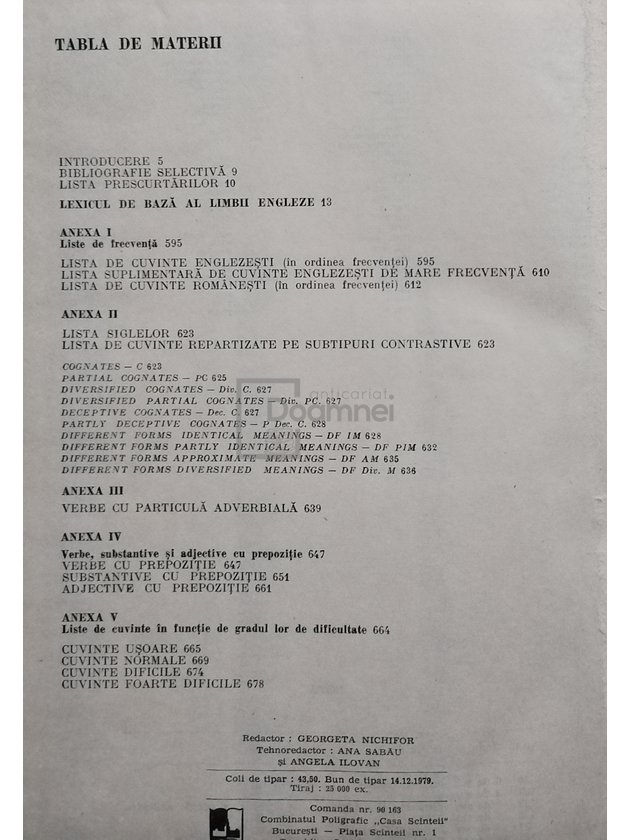 TABLA DE MATERII
INTRODUCERE 5
BIBLIOGRAFIE SELECTIVĂ 9
LISTA PRESCURTĂRILOR 10
LEXICUL DE BAZĂ AL LIMBII ENGLEZE 13
ANEXA I
Liste de frecvență 595
LISTA DE CUVINTE ENGLEZEȘTI (în ordinea frecvenței) 595
LISTA SUPLIMENTARĂ DE CUVINTE ENGLEZEȘTI DE MARE FRECVENȚĂ 610
LISTA DE CUVINTE ROMÂNEȘTI (în ordinea frecvenței) 612
ANEXA II
LISTA SIGLELOR 623
LISTA DE CUVINTE REPARTIZATE PE SUBTIPURI CONTRASTIVE 623
COGNATES — C 623
PARTIAL COGNATES — PC 625
DIVERSIFIED COGNATES — Div. C. 627
DIVERSIFIED PARTIAL COGNATES — Div. PC. 627
DECEPTIVE COGNATES — Dec. C. 627
PARTLY DECEPTIVE COGNATES — P Dec. C. 628
DIFFERENT FORMS IDENTICAL MEANINGS — DF IM 628
DIFFERENT FORMS PARTLY IDENTICAL MEANINGS — DF PIM 632
DIFFERENT FORMS APPROXIMATE MEANINGS — DF AM 635
DIFFERENT FORMS DIVERSIFIED MEANINGS — DF Div. M 636
anticariat
Doamnei
ANEXA III
VERBE CU PARTICULĂ ADVERBIALĂ 639
ANEXA IV
Verbe, substantive și adjective cu prepoziție 647
VERBE CU PREPOZIȚIE 647
SUBSTANTIVE CU PREPOZIȚIE 651
ADJECTIVE CU PREPOZIȚIE 661
ANEXA V
Liste de cuvinte în funcție de gradul lor de dificultate 664
CUVINTE UȘOARE 665
CUVINTE NORMALE 669
CUVINTE DIFICILE 674
CUVINTE FOARTE DIFICILE 678
Redactor : GEORGETA NICHIFOR
Tehnoredactor : ANA SABĂU
și ANGELA ILOVAN
Coli de tipar : 43,50. Bun de tipar 14.12.1979.
Tiraj : 25 000 ex.
Comanda nr. 90 163
Combinatul Poligrafic „Casa Scînteii"
București — Piața Scînteii nr. 1